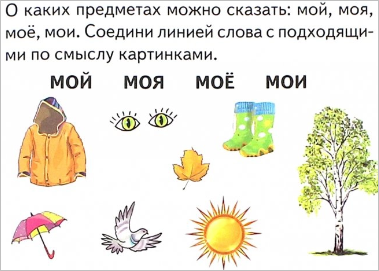 О каких предметах можно сказать: мой, моя,
моё, мои. Соедини линией слова с подходящи-
ми по смыслу картинками.
МОЙ МОЯ МОЁ МОИ